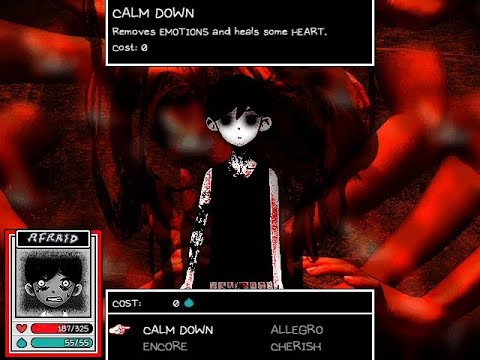 CALM DOWN
Removes EMOTIONS and heals some HEART.
Cost: 0
AFRAID
187/325
55/55
COST: 0
CALM DOWN ALLEGRO
ENCORE CHERISH